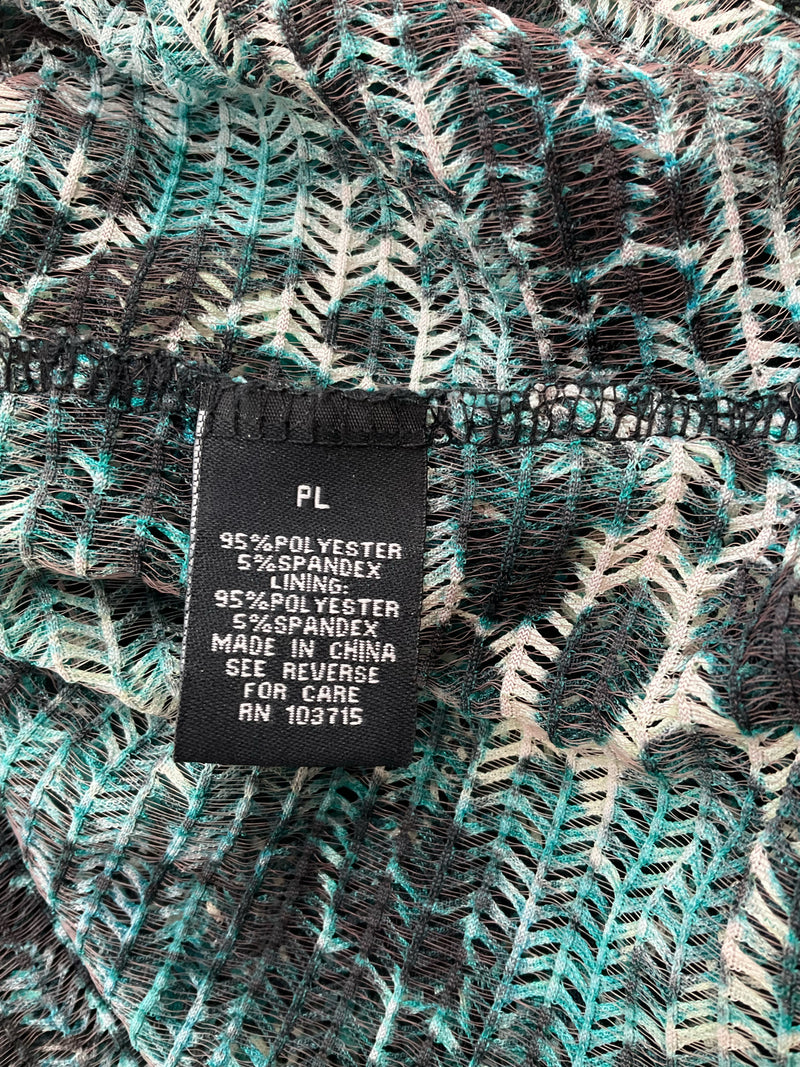 PL
95%POLYESTER
5%SPANDEX
LINING:
95%POLYESTER
5%SPANDEX
MADE IN CHINA
SEE REVERSE
FOR CARE
RN 103715